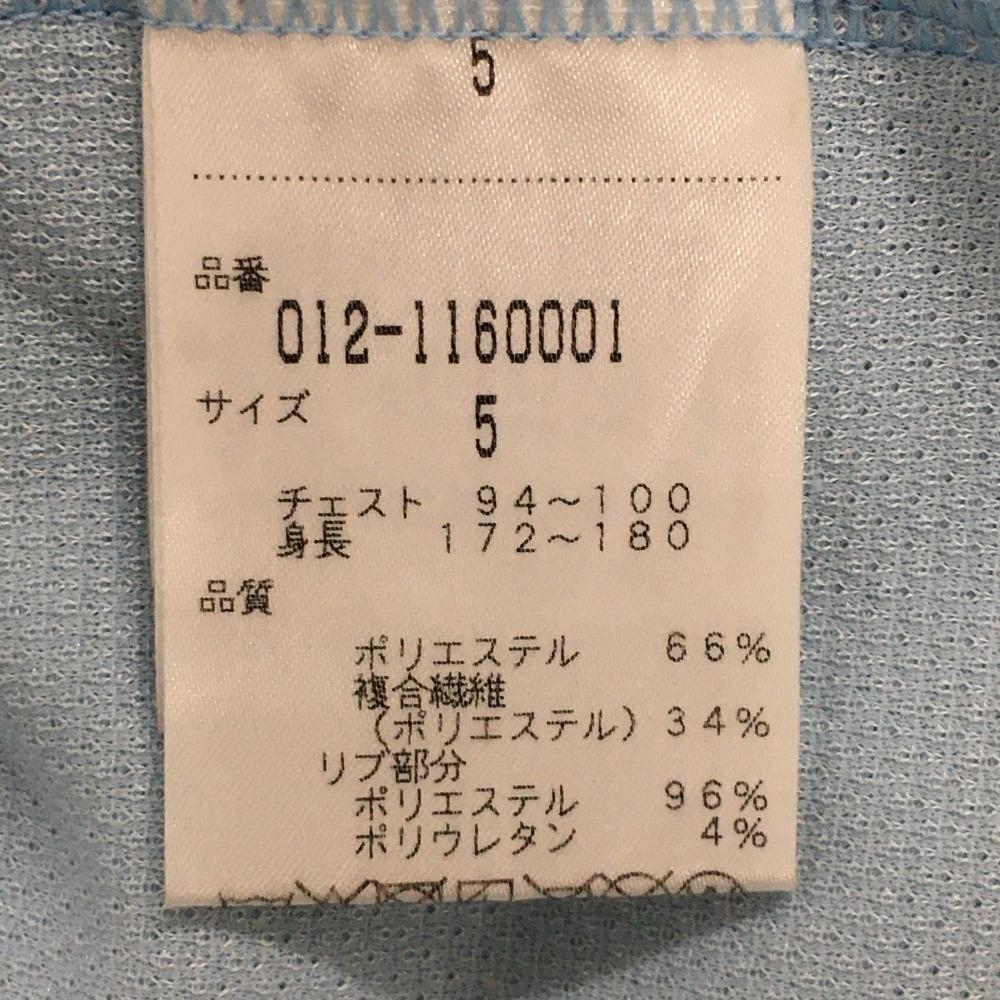 5
品番
012-1160001
サイズ 5
チェスト 94～100
身長 172～180
品質
ポリエステル 66%
複合繊維
(ポリエステル) 34%
リブ部分
ポリエステル 96%
ポリウレタン 4%